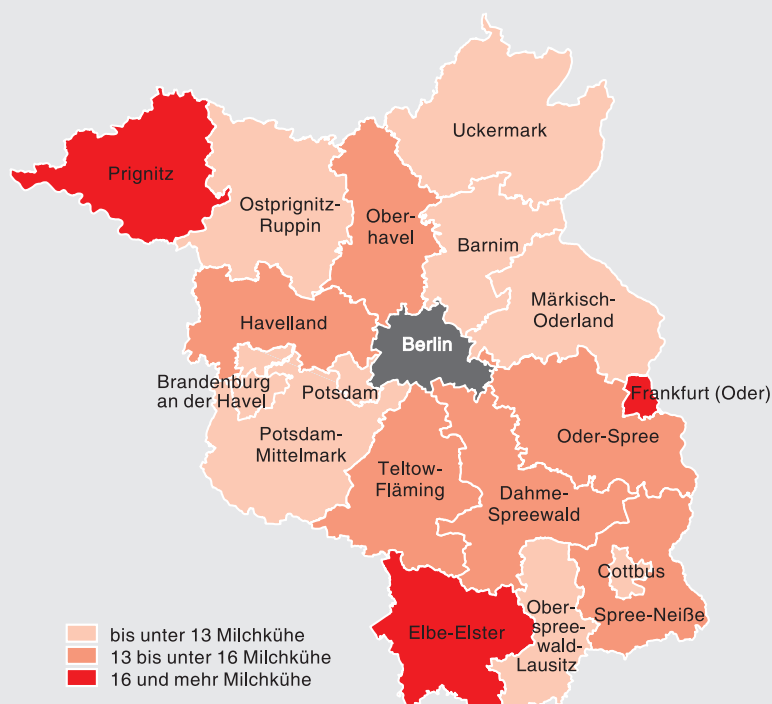 Uckermark
Prignitz
Ostprignitz-
Ruppin
Ober-
havel
Barnim
Märkisch-
Oderland
Havelland
Berlin
Brandenburg
an der Havel
Potsdam
Frankfurt (Oder)
Potsdam-
Mittelmark
Oder-Spree
Teltow-
Fläming
Dahme-
Spreewald
Cottbus
Spree-Neiße
Elbe-Elster
Ober-
spree-
wald-
Lausitz
bis unter 13 Milchkühe
13 bis unter 16 Milchkühe
16 und mehr Milchkühe